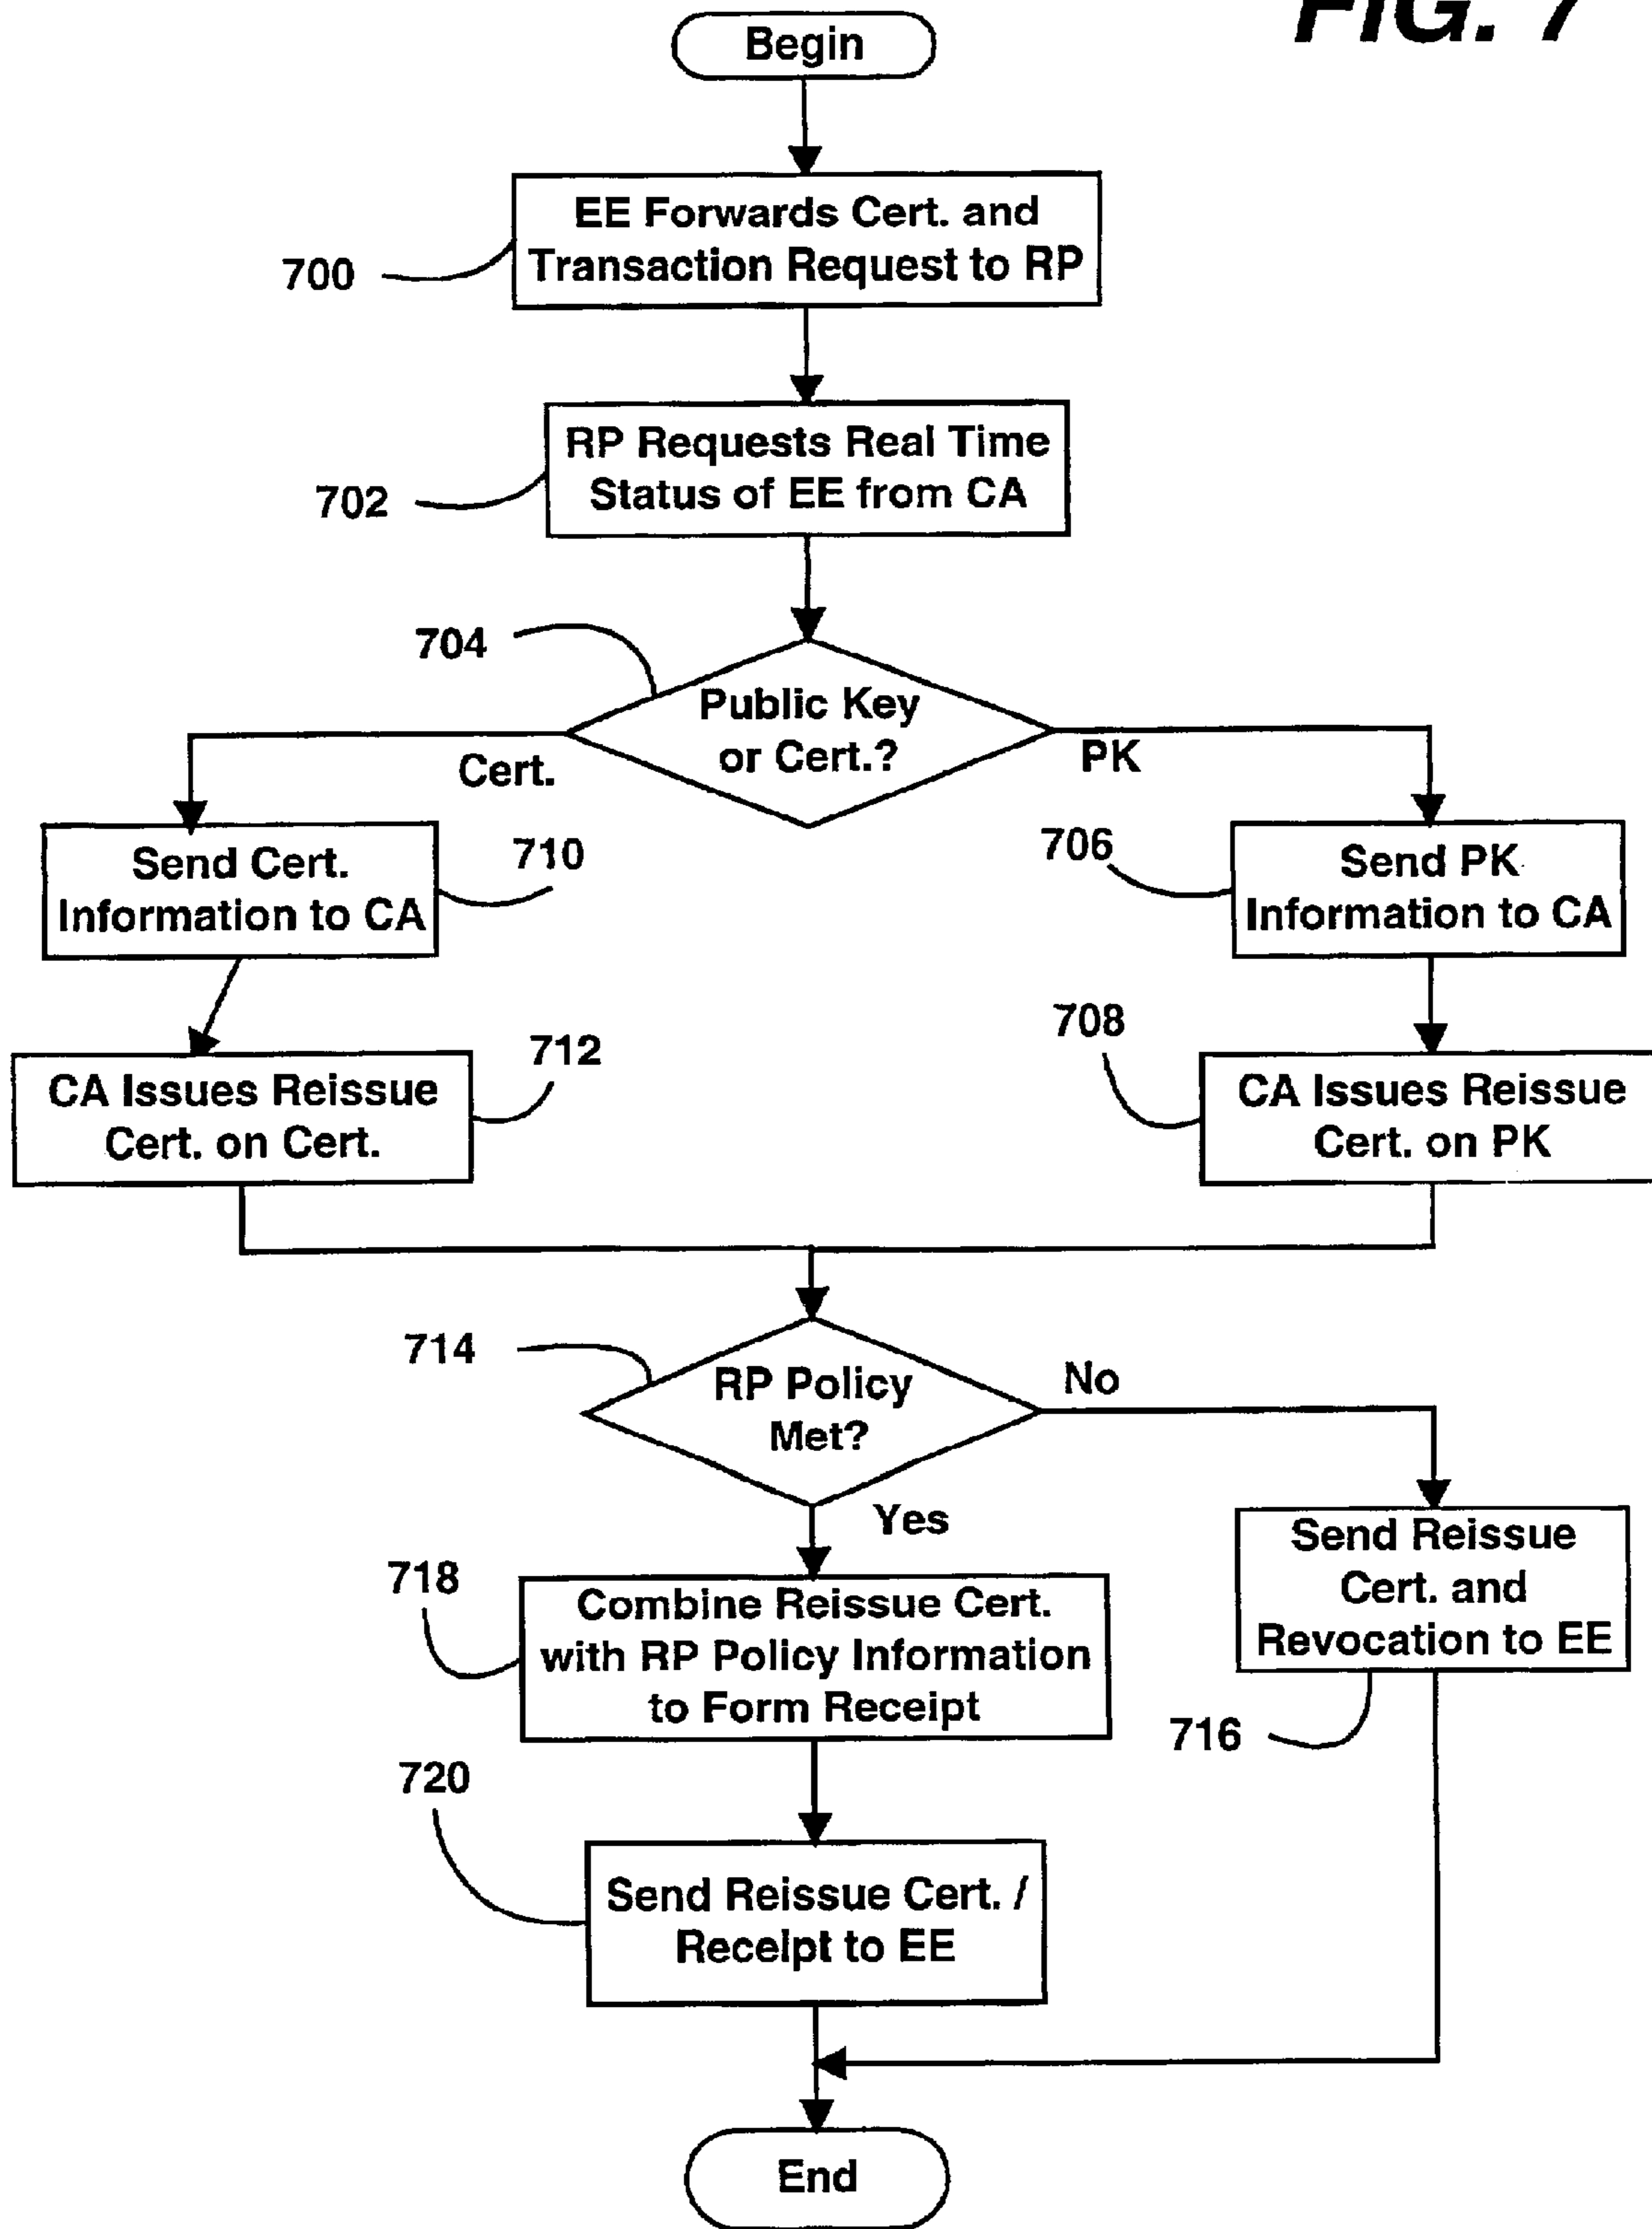 FIG. 7
Begin
EE Forwards Cert. and
Transaction Request to RP
700
RP Requests Real Time
Status of EE from CA
702
704
Public Key
or Cert.?
Cert.
PK
Send Cert.
Information to CA
710
706
Send PK
Information to CA
CA Issues Reissue
Cert. on Cert.
712
708
CA Issues Reissue
Cert. on PK
714
RP Policy
Met?
No
Yes
718
Combine Reissue Cert.
with RP Policy Information
to Form Receipt
Send Reissue
Cert. and
Revocation to EE
716
720
Send Reissue Cert. /
Receipt to EE
End